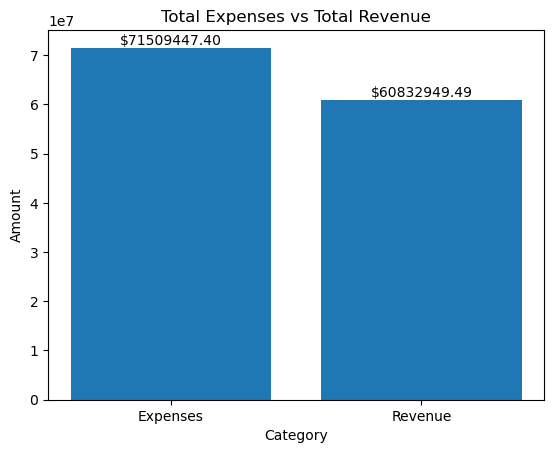 Total Expenses vs Total Revenue
1e7
$71509447.40
$60832949.49
7
6
5
4
3
2
1
0
Amount
Expenses
Revenue
Category